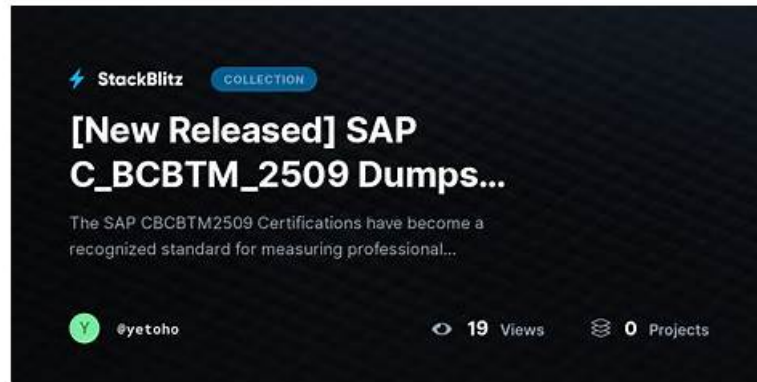 StackBlitz COLLECTION
[New Released] SAP
C_BCBTM_2509 Dumps...
The SAP CBCBTM2509 Certifications have become a
recognized standard for measuring professional...
Y @yetoho 19 Views 0 Projects